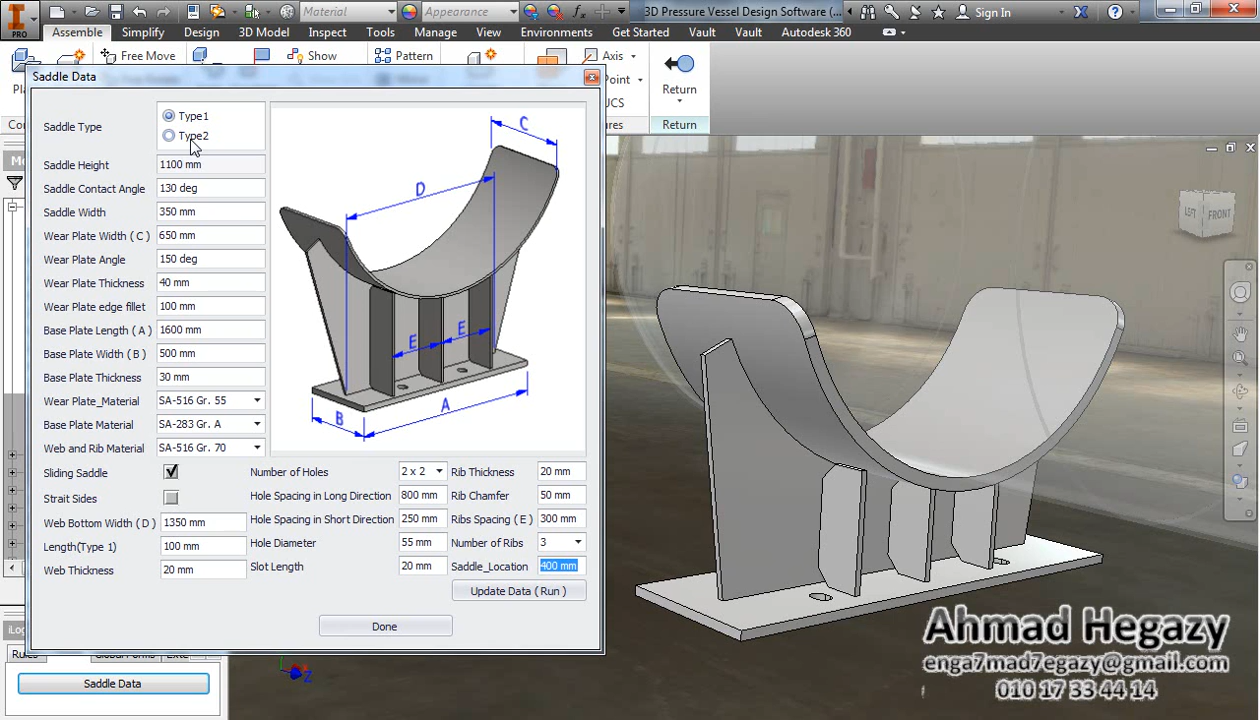 Material
Appearance
3D Pressure Vessel Design Software (...
Sign In
PRO
Assemble
Simplify
Design
3D Model
Inspect
Tools
Manage
View
Environments
Get Started
Vault
Vault
Autodesk 360
Free Move
Show
Pattern
Axis
Return
Return
Saddle Data
Saddle Type
Type1
Type2
Saddle Height 1100 mm
Saddle Contact Angle 130 deg
Saddle Width 350 mm
Wear Plate Width ( C ) 650 mm
Wear Plate Angle 150 deg
Wear Plate Thickness 40 mm
Wear Plate edge fillet 100 mm
Base Plate Length ( A ) 1600 mm
Base Plate Width ( B ) 500 mm
Base Plate Thickness 30 mm
Wear Plate_Material SA-516 Gr. 55
Base Plate Material SA-283 Gr. A
Web and Rib Material SA-516 Gr. 70
Sliding Saddle
Strait Sides
Web Bottom Width ( D ) 1350 mm
Length(Type 1) 100 mm
Web Thickness 20 mm
C
D
E
E
B
A
Number of Holes 2 x 2
Hole Spacing in Long Direction 800 mm
Hole Spacing in Short Direction 250 mm
Hole Diameter 55 mm
Slot Length 20 mm
Rib Thickness 20 mm
Rib Chamfer 50 mm
Ribs Spacing ( E ) 300 mm
Number of Ribs 3
Saddle_Location 400 mm
Update Data ( Run )
Done
Saddle Data
LEFT
FRONT
Ahmad Hegazy
enga7mad7egazy@gmail.com
010 17 33 44 14